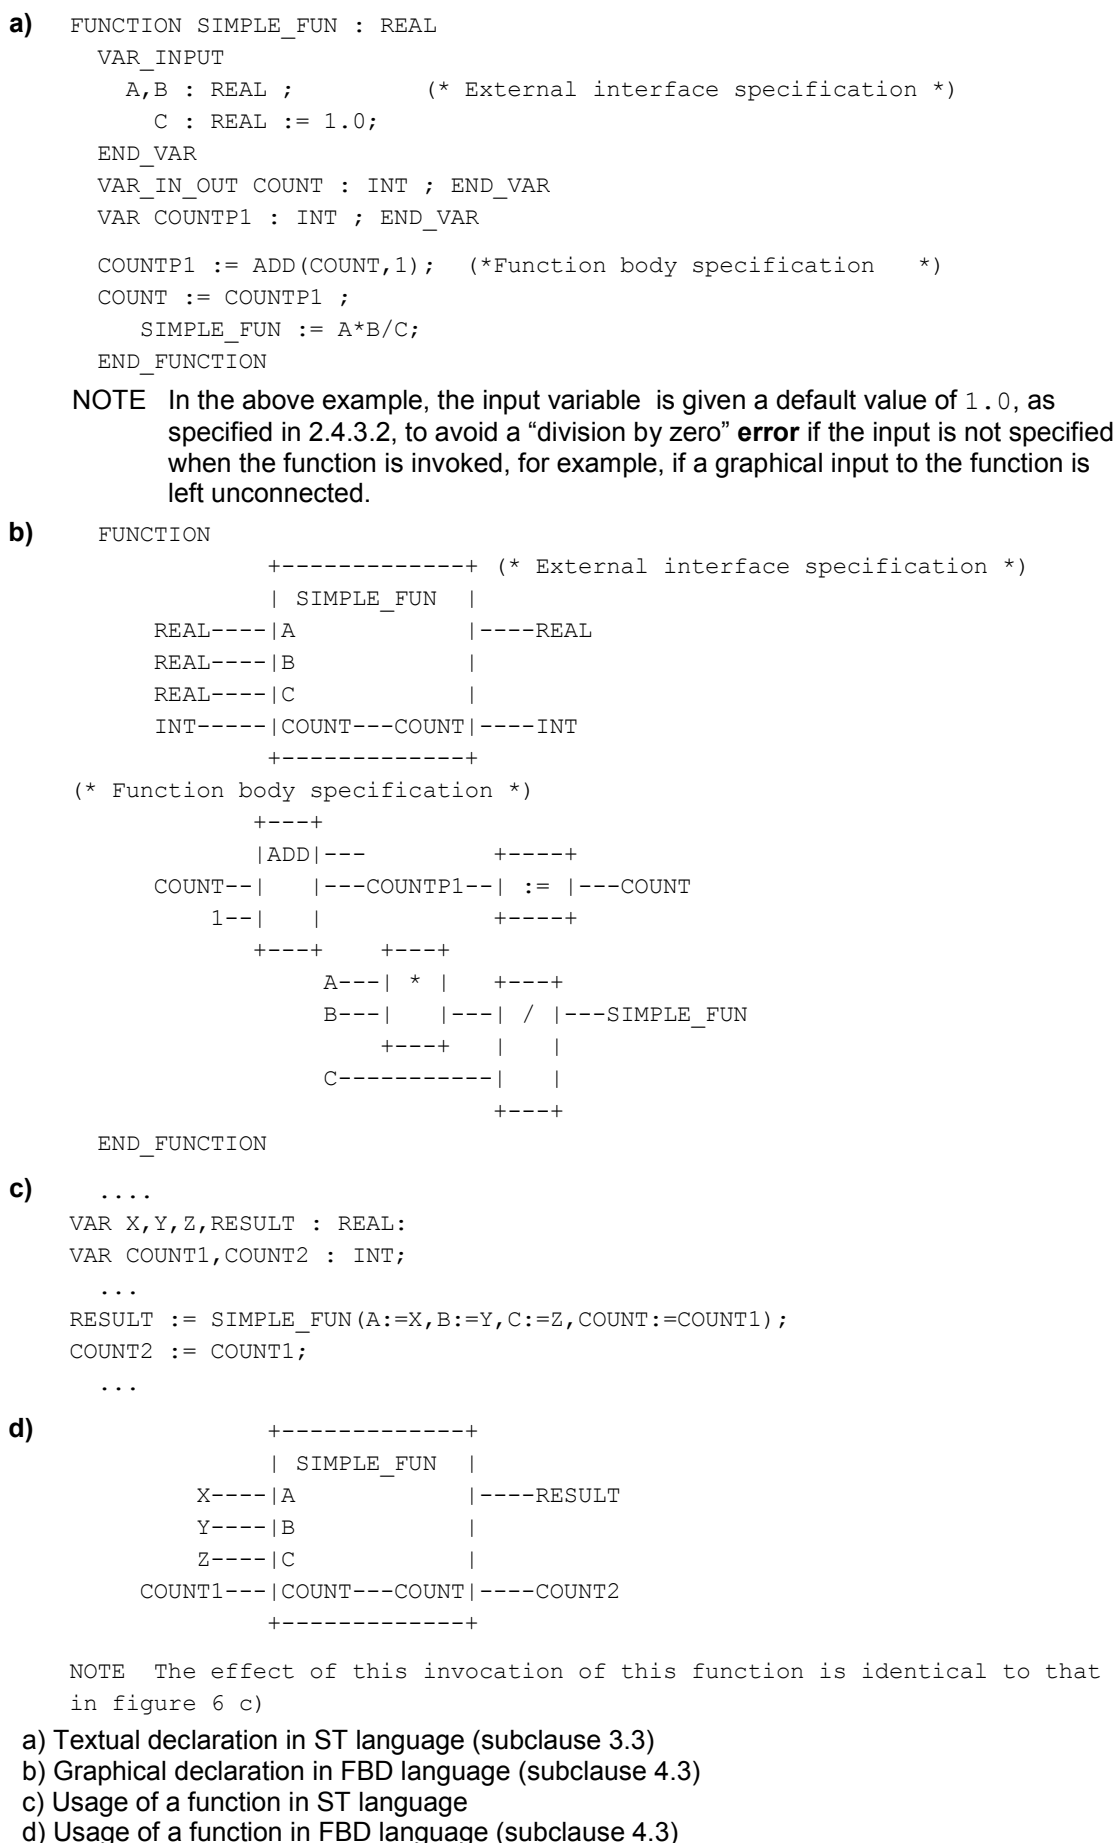 a) FUNCTION SIMPLE_FUN : REAL
     VAR_INPUT
       A,B : REAL ;         (* External interface specification *)
         C : REAL := 1.0;
     END_VAR
     VAR_IN_OUT COUNT : INT ; END_VAR
     VAR COUNTP1 : INT ; END_VAR
     COUNTP1 := ADD(COUNT,1);  (*Function body specification   *)
     COUNT := COUNTP1 ;
        SIMPLE_FUN := A*B/C;
     END_FUNCTION
NOTE In the above example, the input variable  is given a default value of 1.0, as
specified in 2.4.3.2, to avoid a “division by zero” error if the input is not specified
when the function is invoked, for example, if a graphical input to the function is
left unconnected.
b)   FUNCTION
                 +-------------+ (* External interface specification *)
                 | SIMPLE_FUN  |
         REAL----|A            |----REAL
         REAL----|B            |
         REAL----|C            |
         INT-----|COUNT---COUNT|----INT
                 +-------------+
   (* Function body specification *)
                +---+
                |ADD|---         +----+
         COUNT--|   |---COUNTP1--| := |---COUNT
             1--|   |            +----+
                +---+    +---+
                     A---| * |   +---+
                     B---|   |---| / |---SIMPLE_FUN
                         +---+   |   |
                     C-----------|   |
                                 +---+
     END_FUNCTION
c)   ....
   VAR X,Y,Z,RESULT : REAL:
   VAR COUNT1,COUNT2 : INT;
     ...
   RESULT := SIMPLE_FUN(A:=X,B:=Y,C:=Z,COUNT:=COUNT1);
   COUNT2 := COUNT1;
     ...
d)               +-------------+
                 | SIMPLE_FUN  |
            X----|A            |----RESULT
            Y----|B            |
            Z----|C            |
        COUNT1---|COUNT---COUNT|----COUNT2
                 +-------------+
   NOTE  The effect of this invocation of this function is identical to that
   in figure 6 c)
a) Textual declaration in ST language (subclause 3.3)
b) Graphical declaration in FBD language (subclause 4.3)
c) Usage of a function in ST language
d) Usage of a function in FBD language (subclause 4.3)